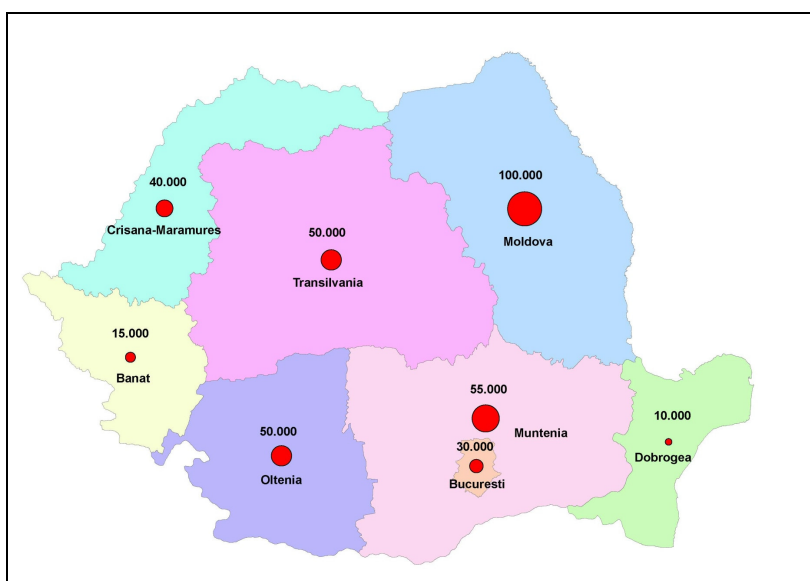 100.000
Moldova
40.000
Crisana-Maramures
50.000
Transilvania
15.000
Banat
55.000
Muntenia
10.000
Dobrogea
50.000
Oltenia
30.000
Bucuresti